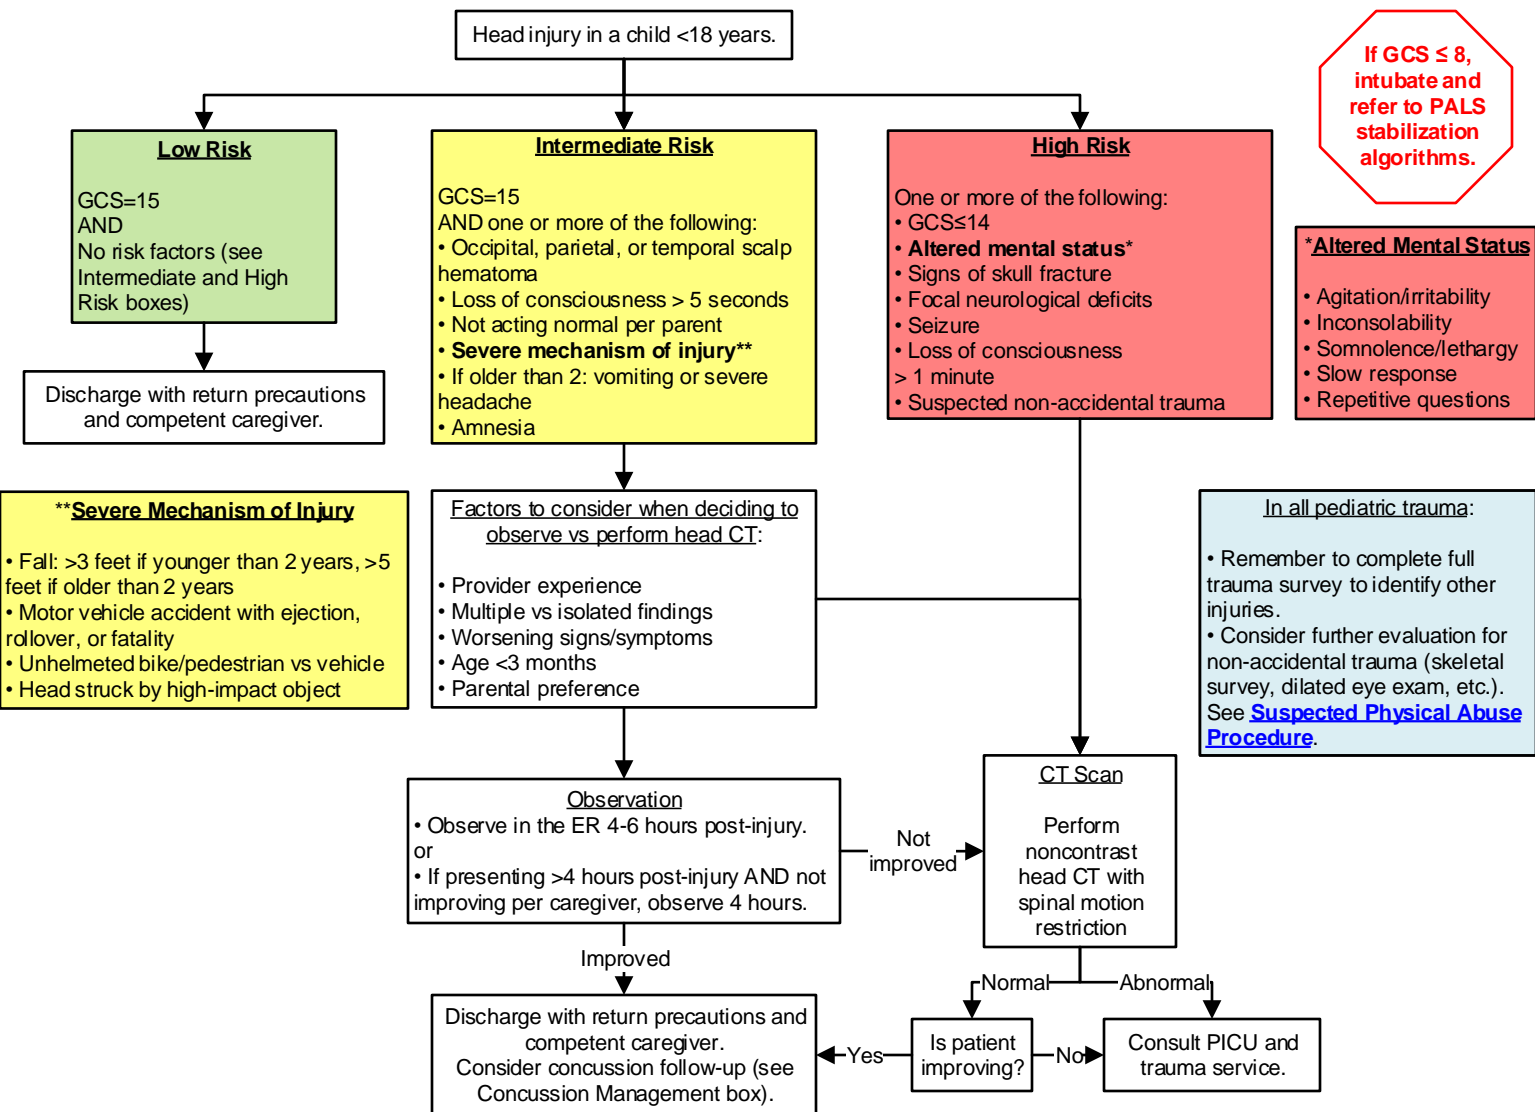 Head injury in a child <18 years.
If GCS ≤ 8,
intubate and
refer to PALS
stabilization
algorithms.
Low Risk
GCS=15
AND
No risk factors (see
Intermediate and High
Risk boxes)
Intermediate Risk
GCS=15
AND one or more of the following:
• Occipital, parietal, or temporal scalp
hematoma
• Loss of consciousness > 5 seconds
• Not acting normal per parent
• Severe mechanism of injury**
• If older than 2: vomiting or severe
headache
• Amnesia
High Risk
One or more of the following:
• GCS≤14
• Altered mental status*
• Signs of skull fracture
• Focal neurological deficits
• Seizure
• Loss of consciousness
> 1 minute
• Suspected non-accidental trauma
*Altered Mental Status
• Agitation/irritability
• Inconsolability
• Somnolence/lethargy
• Slow response
• Repetitive questions
Discharge with return precautions
and competent caregiver.
**Severe Mechanism of Injury
• Fall: >3 feet if younger than 2 years, >5
feet if older than 2 years
• Motor vehicle accident with ejection,
rollover, or fatality
• Unhelmeted bike/pedestrian vs vehicle
• Head struck by high-impact object
Factors to consider when deciding to
observe vs perform head CT:
• Provider experience
• Multiple vs isolated findings
• Worsening signs/symptoms
• Age <3 months
• Parental preference
In all pediatric trauma:
• Remember to complete full
trauma survey to identify other
injuries.
• Consider further evaluation for
non-accidental trauma (skeletal
survey, dilated eye exam, etc.).
See Suspected Physical Abuse
Procedure.
Observation
• Observe in the ER 4-6 hours post-injury.
or
• If presenting >4 hours post-injury AND not
improving per caregiver, observe 4 hours.
Not
improved
CT Scan
Perform
noncontrast
head CT with
spinal motion
restriction
Improved
Normal
Abnormal
Discharge with return precautions and
competent caregiver.
Consider concussion follow-up (see
Concussion Management box).
Yes
Is patient
improving?
No
Consult PICU and
trauma service.